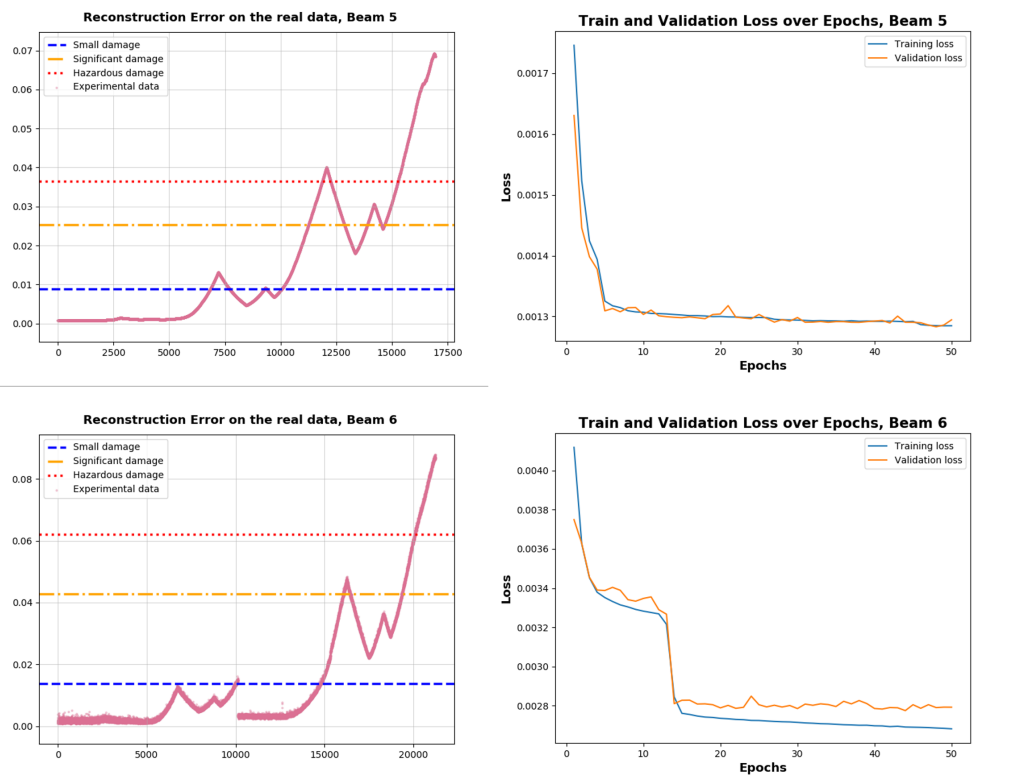 Reconstruction Error on the real data, Beam 5
Small damage
Significant damage
Hazardous damage
Experimental data
0.07
0.06
0.05
0.04
0.03
0.02
0.01
0.00
0 2500 5000 7500 10000 12500 15000 17500
Train and Validation Loss over Epochs, Beam 5
Training loss
Validation loss
Loss
0.0017
0.0016
0.0015
0.0014
0.0013
0 10 20 30 40 50
Epochs
Reconstruction Error on the real data, Beam 6
Small damage
Significant damage
Hazardous damage
Experimental data
0.08
0.06
0.04
0.02
0.00
0 5000 10000 15000 20000
Train and Validation Loss over Epochs, Beam 6
Training loss
Validation loss
Loss
0.0040
0.0038
0.0036
0.0034
0.0032
0.0030
0.0028
0 10 20 30 40 50
Epochs